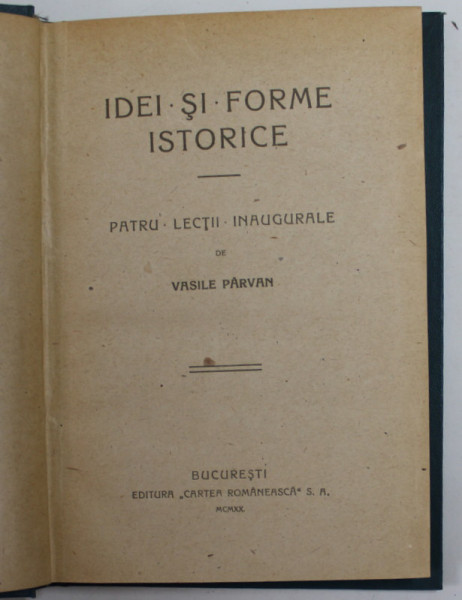 IDEI · ŞI · FORME
ISTORICE
PATRU · LECŢII · INAUGURALE
DE
VASILE PÂRVAN
BUCUREŞTI
EDITURA „CARTEA ROMÂNEASCĂ“ S. A.
MCMXX